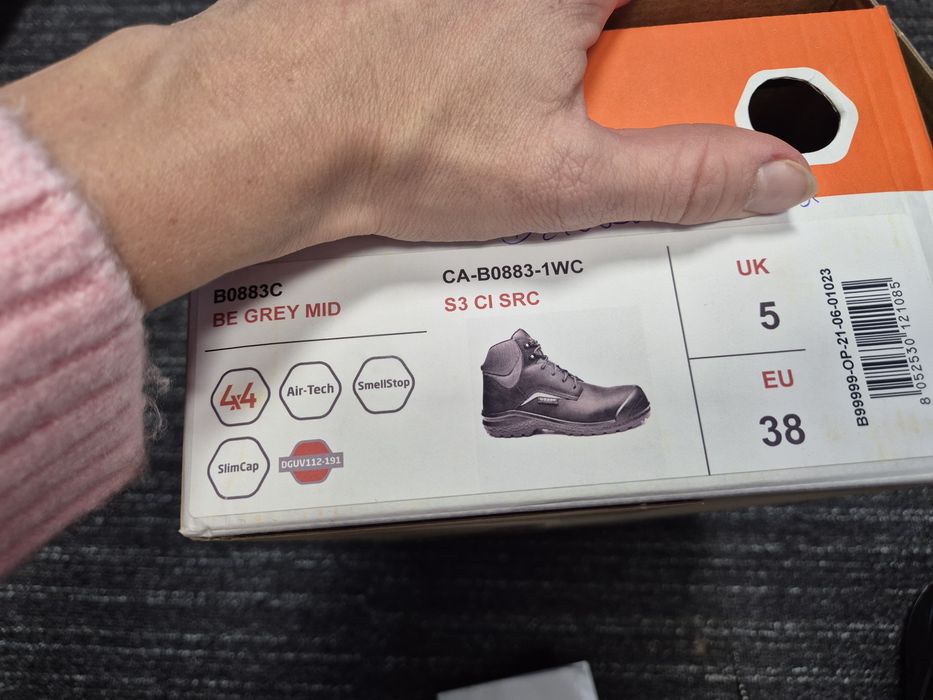 B0883C
BE GREY MID
CA-B0883-1WC
S3 CI SRC
4x4
Air-Tech
SmellStop
SlimCap
DGUV112-191
UK
5
EU
38
B99999-OP-21-06-01023
8 052530 121085